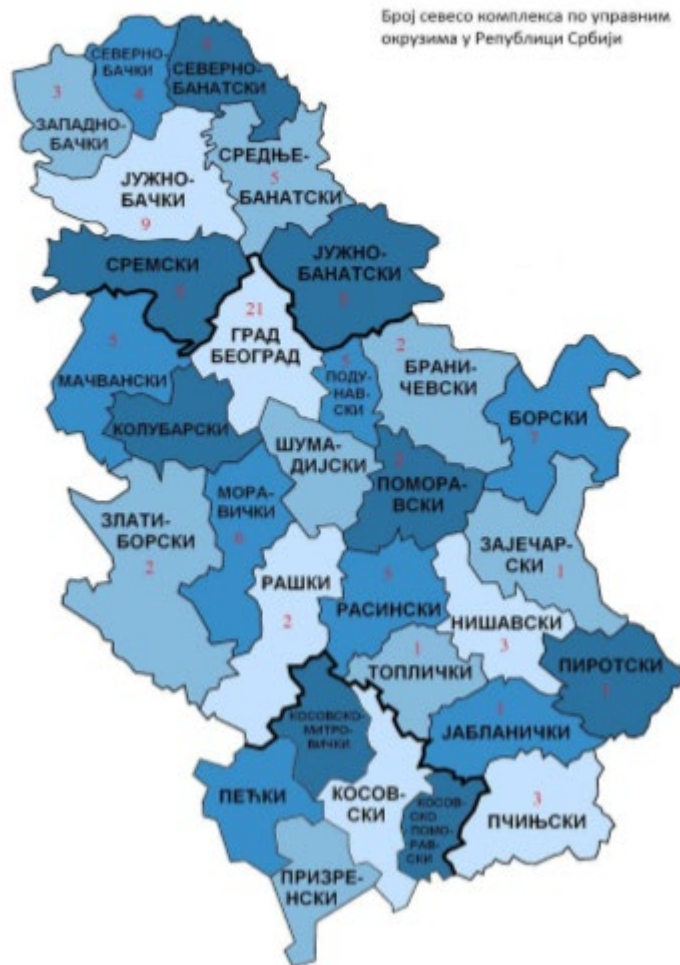 Број севесо комплекса по управним
окрузима у Републици Србији
СЕВЕРНО-
БАЧКИ
4
СЕВЕРНО-
БАНАТСКИ
3
ЗАПАДНО-
БАЧКИ
ЈУЖНО-
БАЧКИ
9
СРЕДЊЕ-
5
БАНАТСКИ
СРЕМСКИ
ЈУЖНО-
БАНАТСКИ
21
ГРАД
БЕОГРАД
5
МАЧВАНСКИ
КОЛУБАРСКИ
ПОДУ-
НАВ-
СКИ
2
БРАНИ-
ЧЕВСКИ
БОРСКИ
7
ШУМА-
ДИЈСКИ
ПОМОРА-
ВСКИ
ЗЛАТИ-
БОРСКИ
2
МОРА-
ВИЧКИ
ЗАЈЕЧАР-
СКИ
1
РАШКИ
2
РАСИНСКИ
НИШАВСКИ
3
1
ТОПЛИЧКИ
ПИРОТСКИ
1
1
ЈАБЛАНИЧКИ
КОСОВСКО-
МИТРО-
ВИЧКИ
ПЕЋКИ
КОСОВ-
СКИ
КОСОВ-
СКО
ПОМО-
РАВ-
СКИ
3
ПЧИЊСКИ
ПРИЗРЕ-
НСКИ